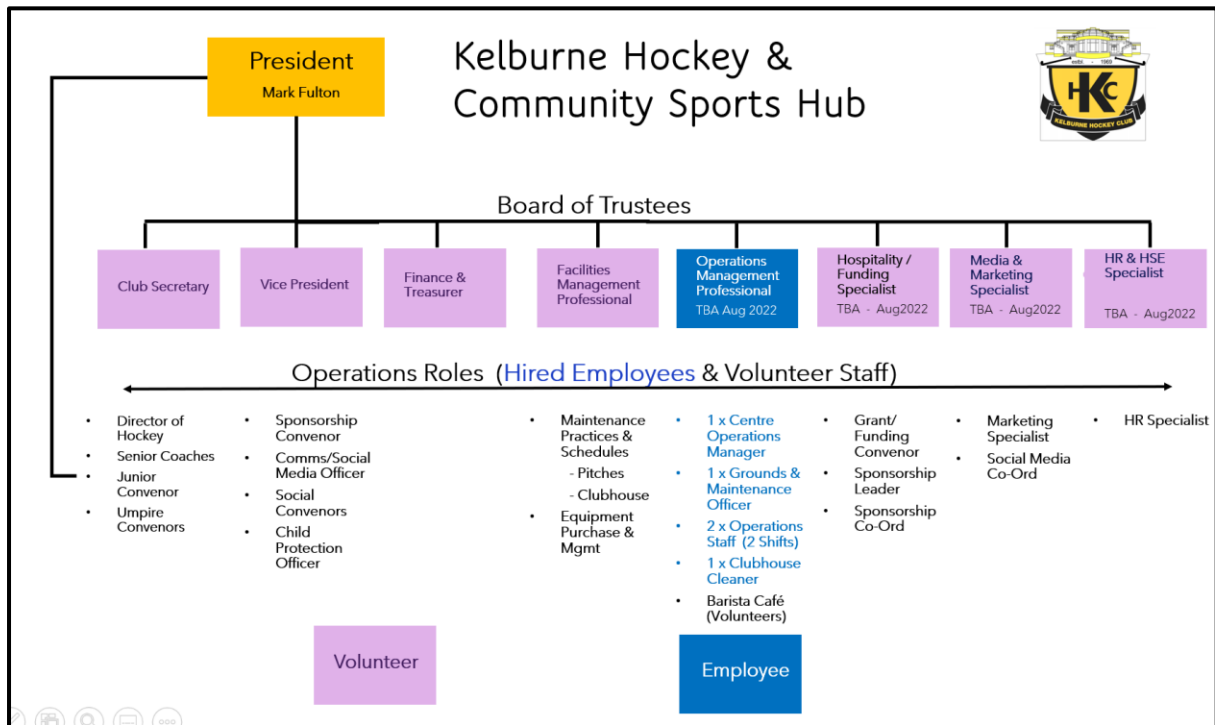 President
Mark Fulton
Kelburne Hockey &
Community Sports Hub
estd. - 1969
HKC
KELBURNE HOCKEY CLUB
Board of Trustees
Club Secretary
Vice President
Finance &
Treasurer
Facilities
Management
Professional
Operations
Management
Professional
TBA Aug 2022
Hospitality /
Funding
Specialist
TBA - Aug2022
Media &
Marketing
Specialist
TBA - Aug2022
HR & HSE
Specialist
TBA - Aug2022
Operations Roles (Hired Employees & Volunteer Staff)
• Director of
Hockey
• Senior Coaches
• Junior
Convenor
• Umpire
Convenors
• Sponsorship
Convenor
• Comms/Social
Media Officer
• Social
Convenors
• Child
Protection
Officer
• Maintenance
Practices &
Schedules
- Pitches
- Clubhouse
• Equipment
Purchase &
Mgmt
• 1 x Centre
Operations
Manager
• 1 x Grounds &
Maintenance
Officer
• 2 x Operations
Staff (2 Shifts)
• 1 x Clubhouse
Cleaner
• Barista Café
(Volunteers)
• Grant/
Funding
Convenor
• Sponsorship
Leader
• Sponsorship
Co-Ord
• Marketing
Specialist
• Social Media
Co-Ord
• HR Specialist
Volunteer
Employee